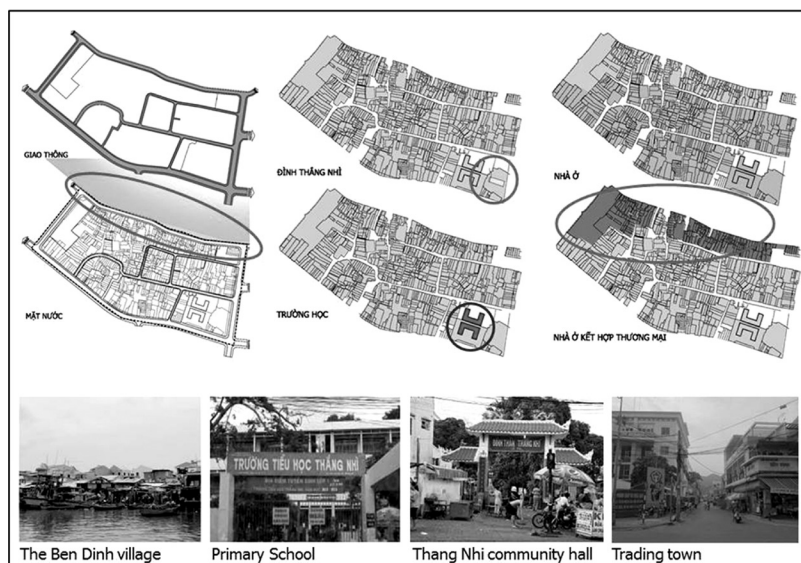 GIAO THÔNG
ĐÌNH THẮNG NHÌ
NHÀ Ở
MẶT NƯỚC
TRƯỜNG HỌC
NHÀ Ở KẾT HỢP THƯƠNG MẠI
TRƯỜNG TIỂU HỌC THẮNG NHÌ
ĐÌNH THẦN THẮNG NHÌ
The Ben Dinh village
Primary School
Thang Nhi community hall
Trading town